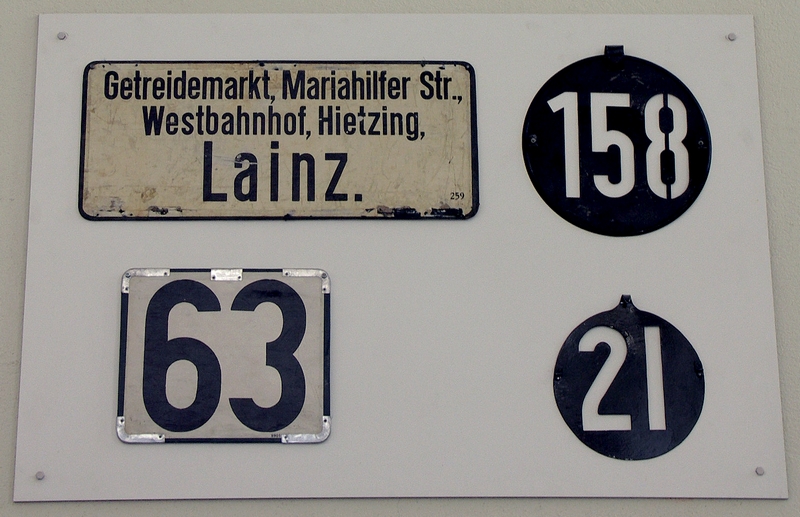 Getreidemarkt, Mariahilfer Str.,
Westbahnhof, Hietzing,
Lainz.
259
158
63
21